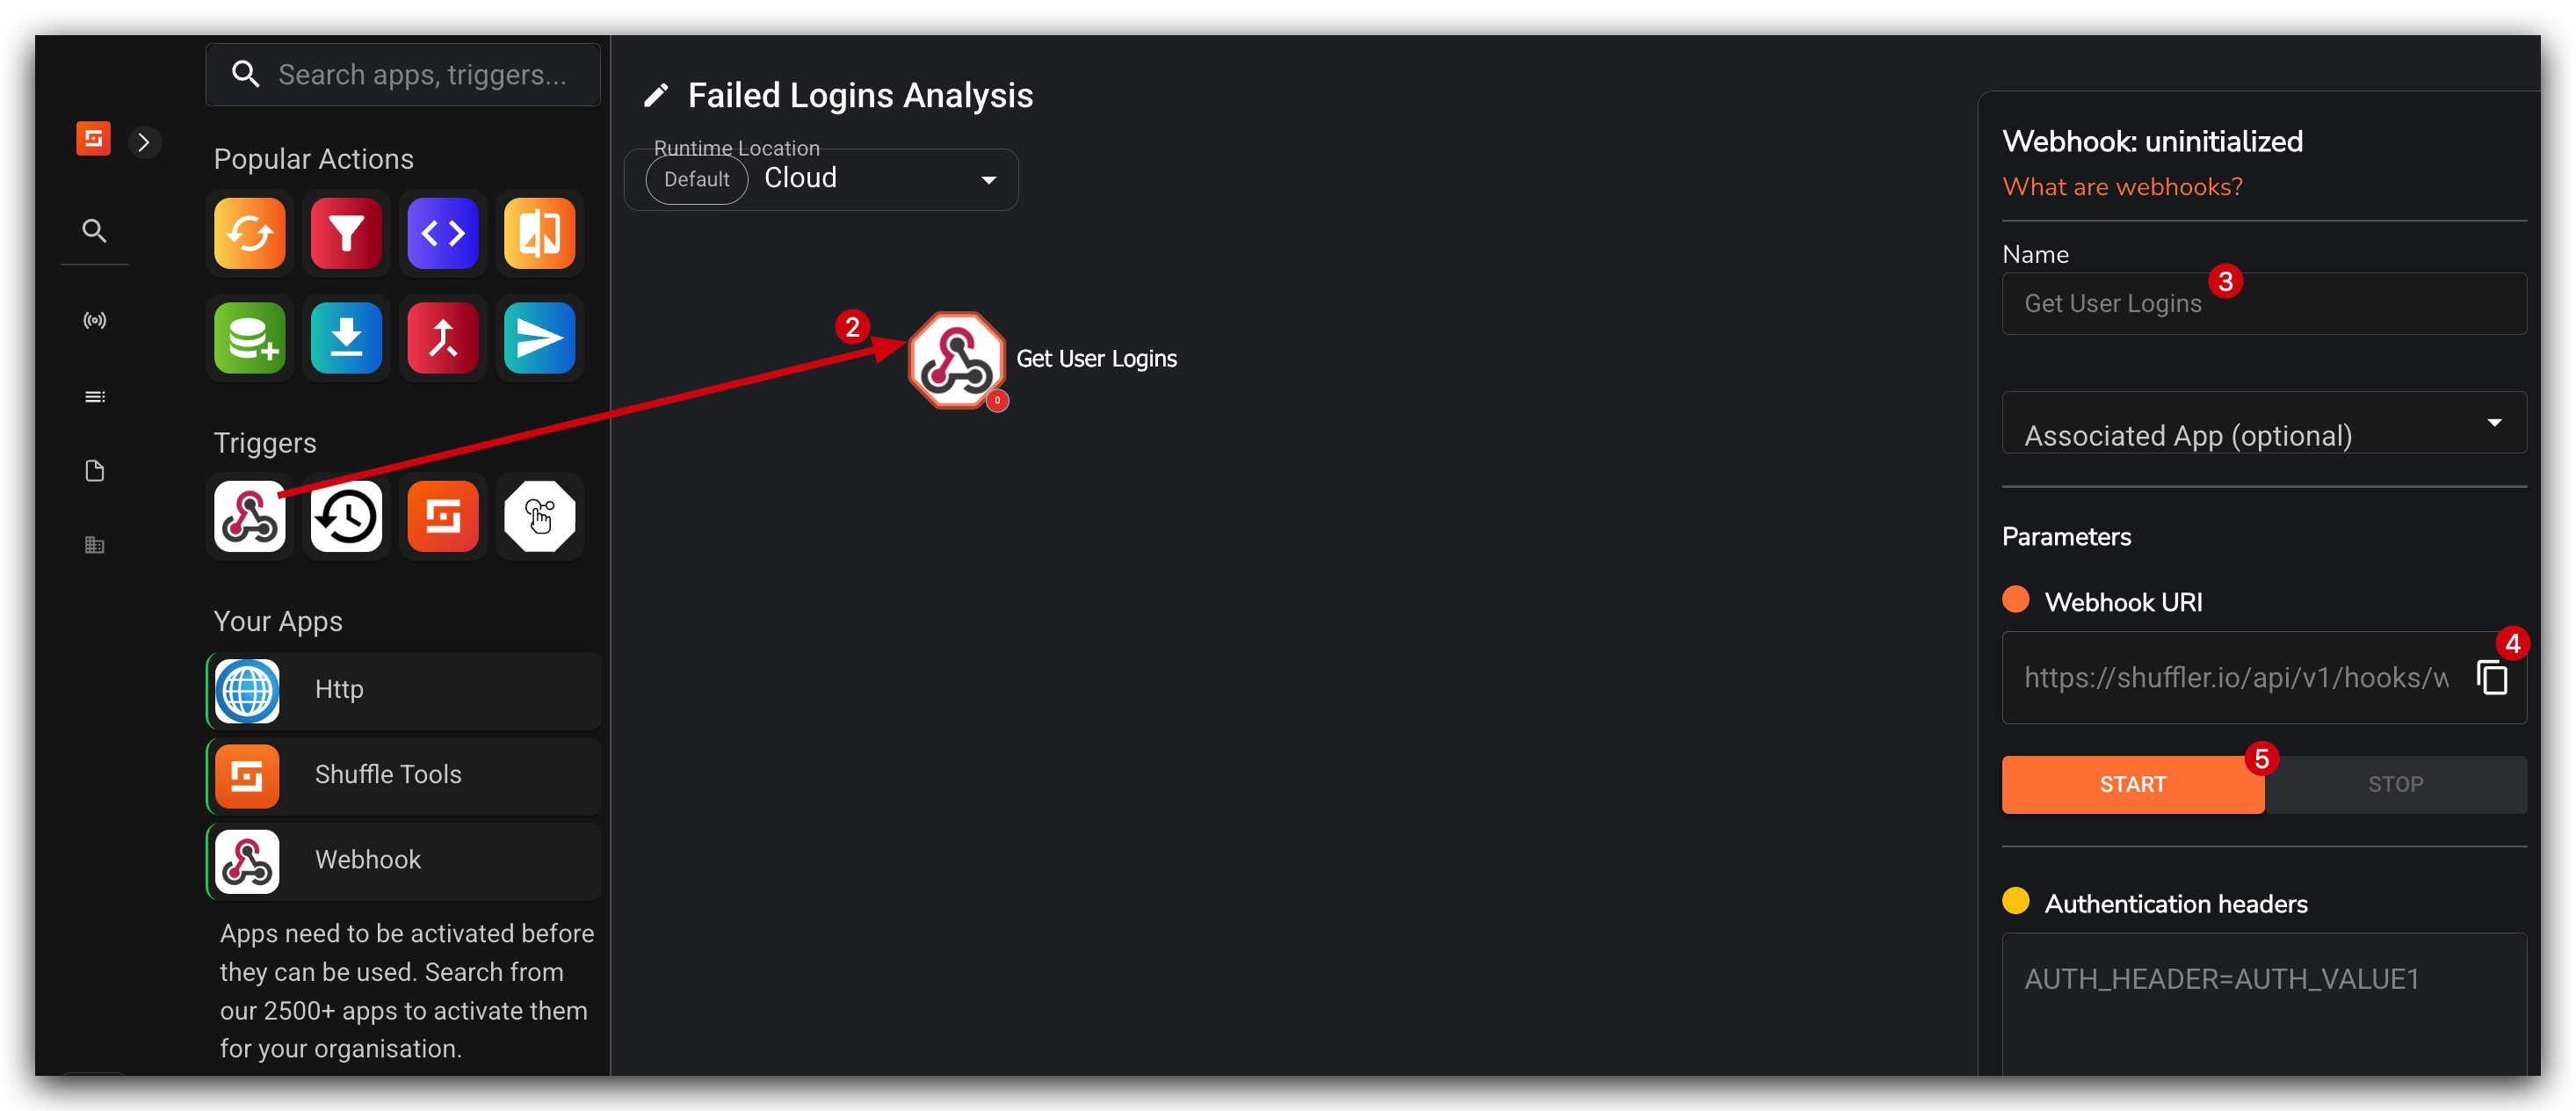 Search apps, triggers...
Popular Actions
Triggers
Your Apps
Http
Shuffle Tools
Webhook
Apps need to be activated before
they can be used. Search from
our 2500+ apps to activate them
for your organisation.
Failed Logins Analysis
Runtime Location
Default Cloud
2
Get User Logins
0
Webhook: uninitialized
What are webhooks?
Name
3
Get User Logins
Associated App (optional)
Parameters
Webhook URI
4
https://shuffler.io/api/v1/hooks/w
5
START STOP
Authentication headers
AUTH_HEADER=AUTH_VALUE1